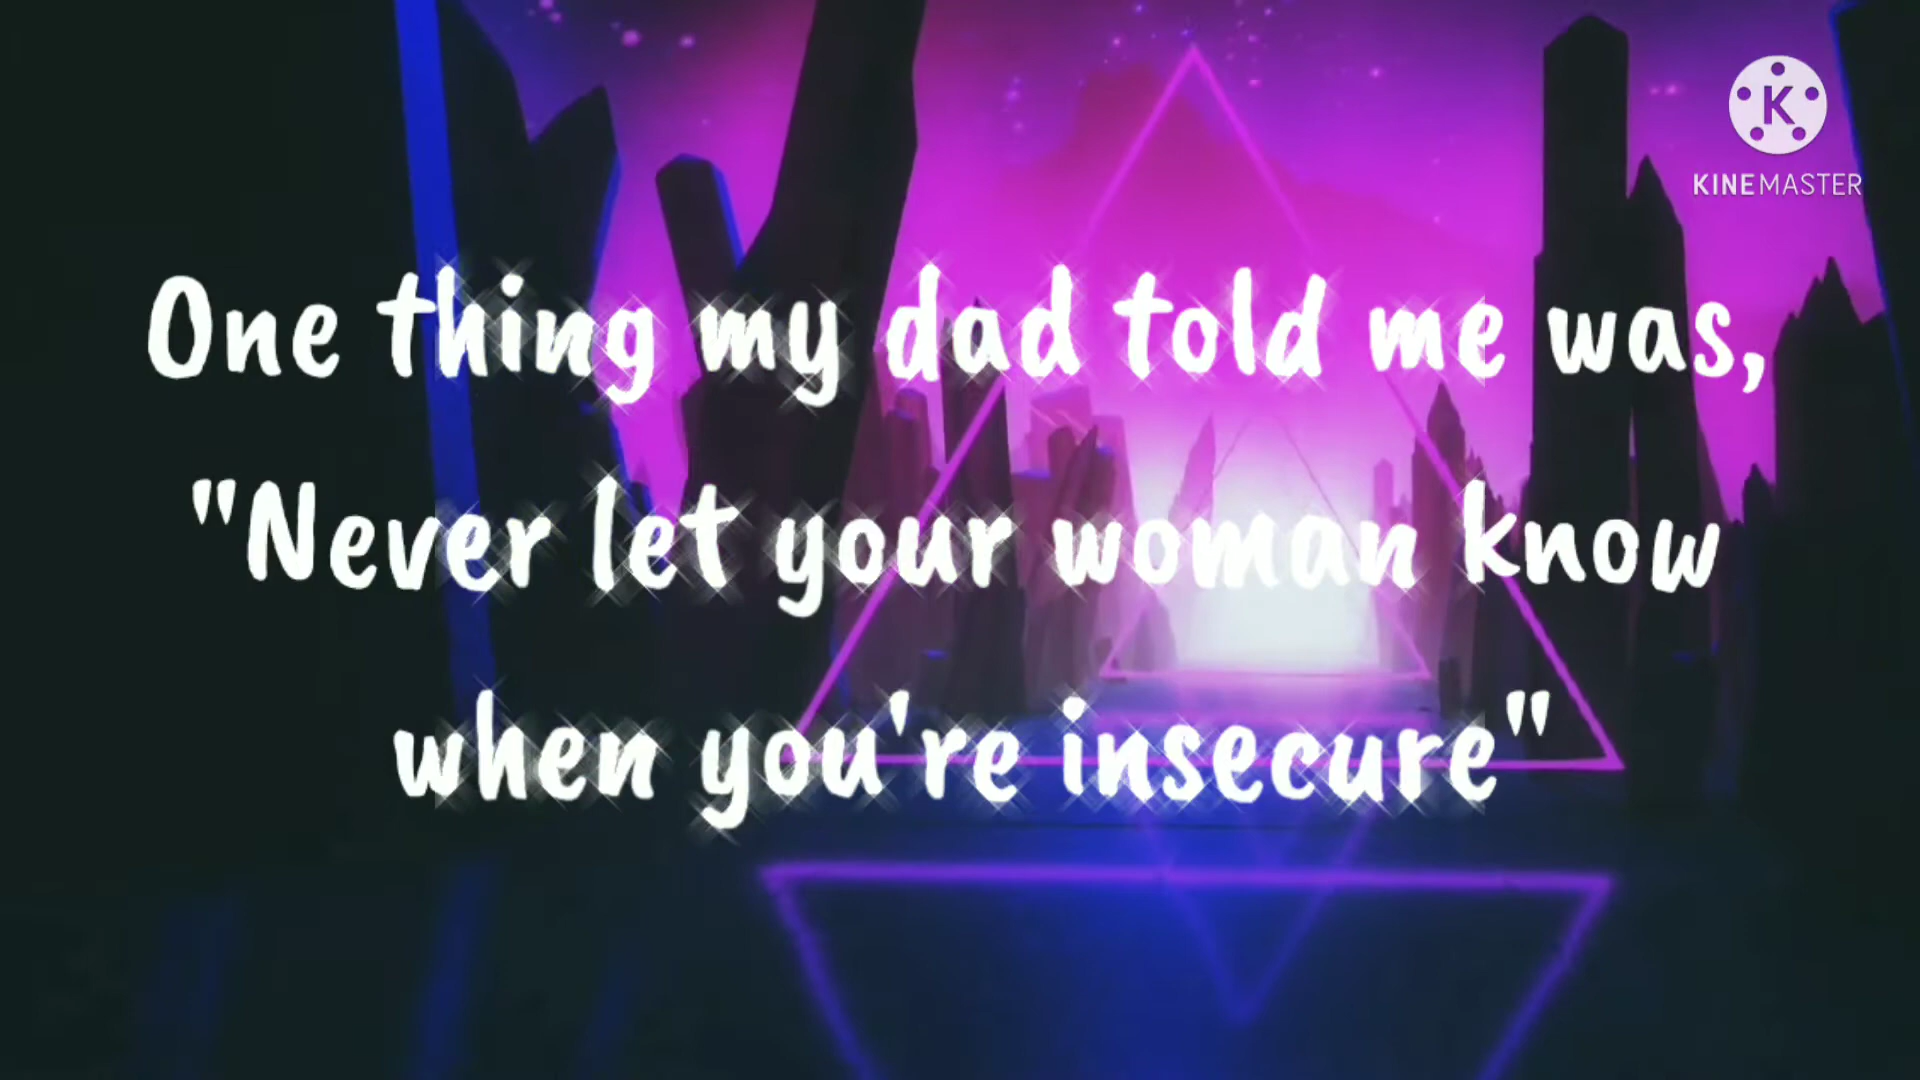 K
KINEMASTER
One thing my dad told me was,
"Never let your woman know
when you're insecure"